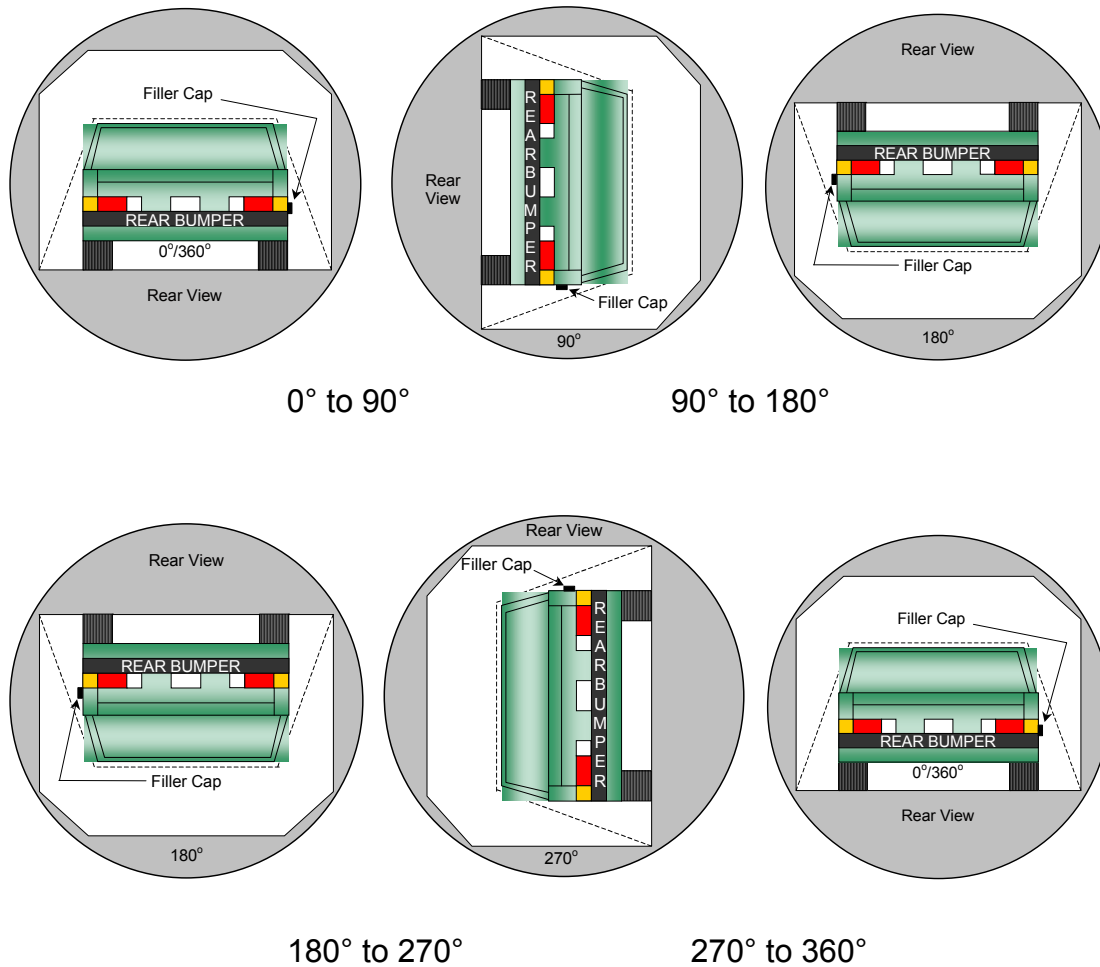 Filler Cap
REAR BUMPER
0°/360°
Rear View
Rear
View
REARBUMPER
Filler Cap
90°
Rear View
REAR BUMPER
Filler Cap
180°
0° to 90°
90° to 180°
Rear View
REAR BUMPER
Filler Cap
180°
Rear View
Filler Cap
REARBUMPER
270°
Filler Cap
REAR BUMPER
0°/360°
Rear View
180° to 270°
270° to 360°